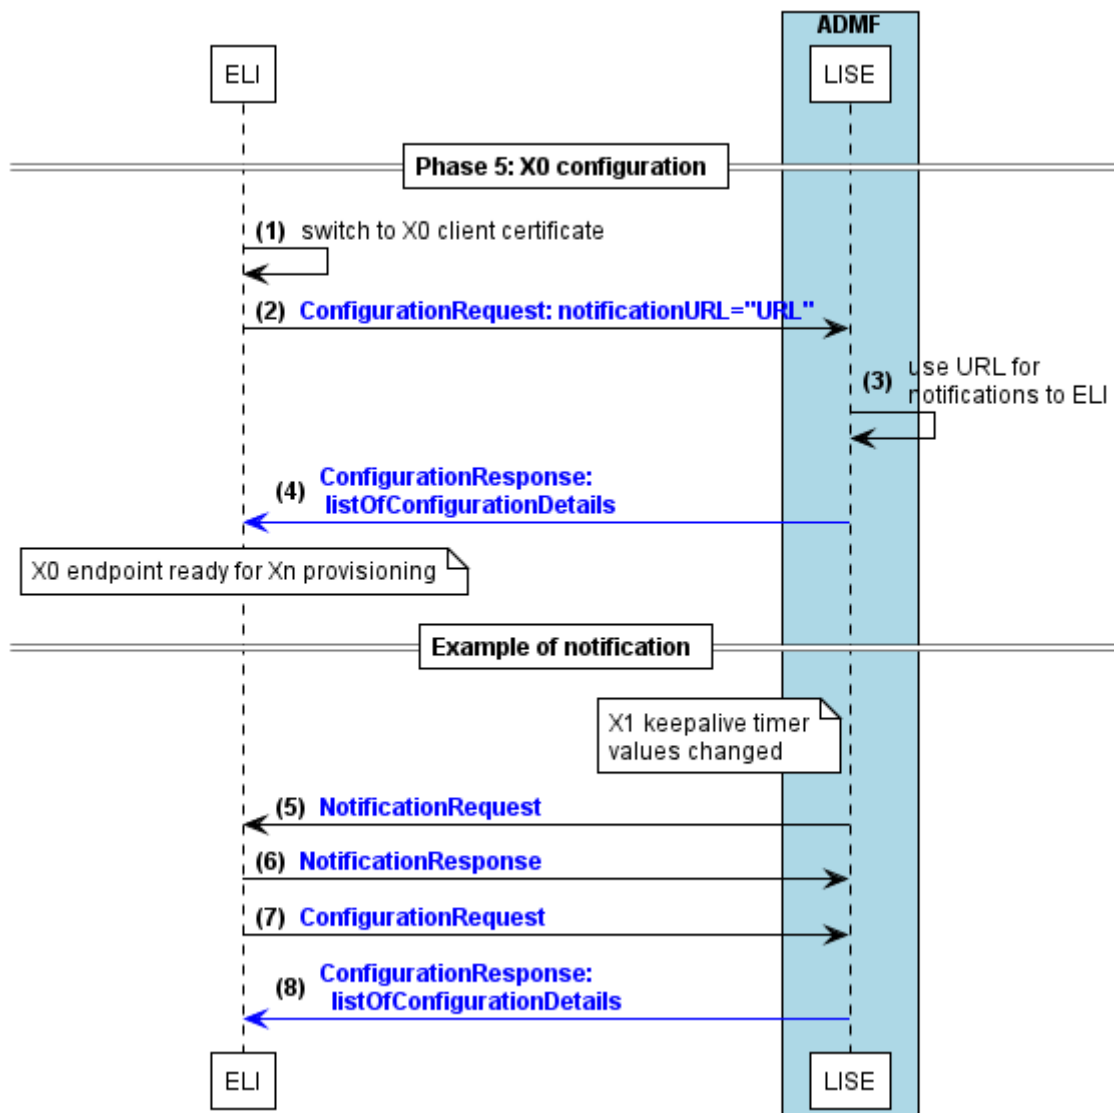 ADMF
ELI
LISE
Phase 5: X0 configuration
(1) switch to X0 client certificate
(2) ConfigurationRequest: notificationURL="URL"
(3) use URL for
notifications to ELI
(4) ConfigurationResponse:
listOfConfigurationDetails
X0 endpoint ready for Xn provisioning
Example of notification
X1 keepalive timer
values changed
(5) NotificationRequest
(6) NotificationResponse
(7) ConfigurationRequest
(8) ConfigurationResponse:
listOfConfigurationDetails
ELI
LISE